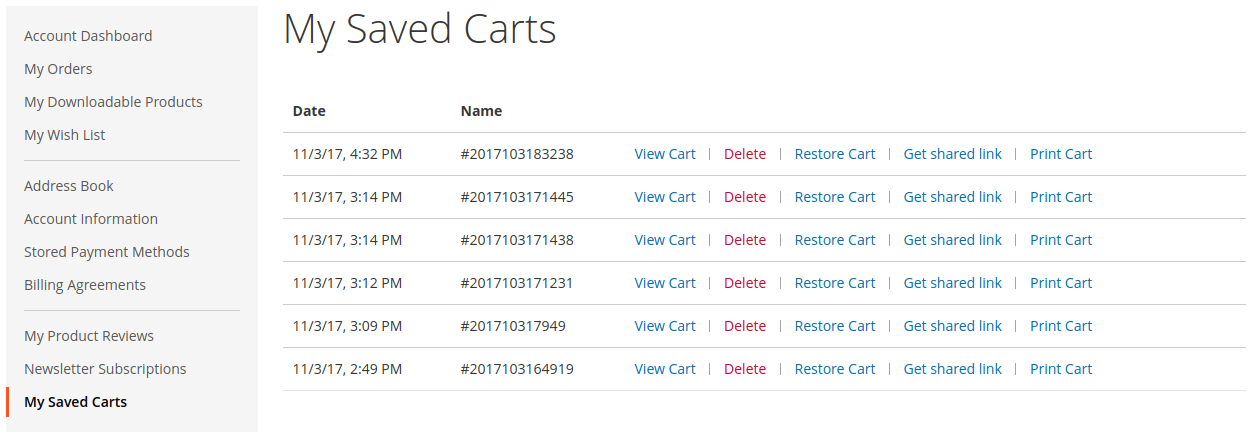 Account Dashboard
My Orders
My Downloadable Products
My Wish List
Address Book
Account Information
Stored Payment Methods
Billing Agreements
My Product Reviews
Newsletter Subscriptions
My Saved Carts
My Saved Carts
Date Name
11/3/17, 4:32 PM #2017103183238 View Cart | Delete | Restore Cart | Get shared link | Print Cart
11/3/17, 3:14 PM #2017103171445 View Cart | Delete | Restore Cart | Get shared link | Print Cart
11/3/17, 3:14 PM #2017103171438 View Cart | Delete | Restore Cart | Get shared link | Print Cart
11/3/17, 3:12 PM #2017103171231 View Cart | Delete | Restore Cart | Get shared link | Print Cart
11/3/17, 3:09 PM #201710317949 View Cart | Delete | Restore Cart | Get shared link | Print Cart
11/3/17, 2:49 PM #2017103164919 View Cart | Delete | Restore Cart | Get shared link | Print Cart